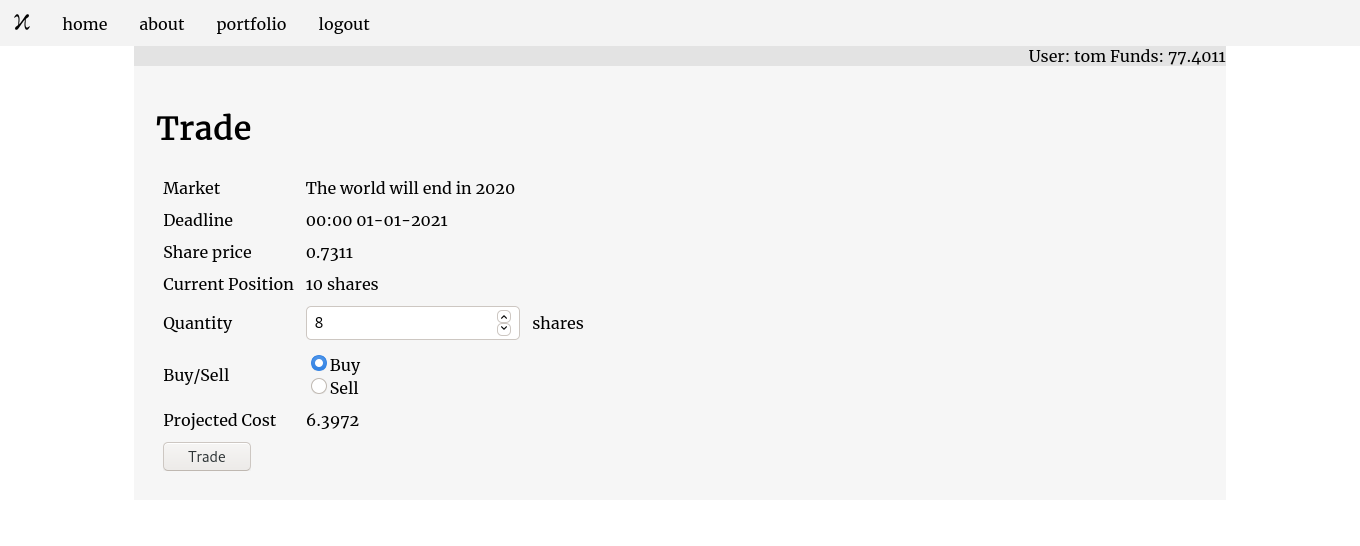 home about portfolio logout
User: tom Funds: 77.4011
Trade
Market The world will end in 2020
Deadline 00:00 01-01-2021
Share price 0.7311
Current Position 10 shares
Quantity 8 shares
Buy/Sell
Buy
Sell
Projected Cost 6.3972
Trade